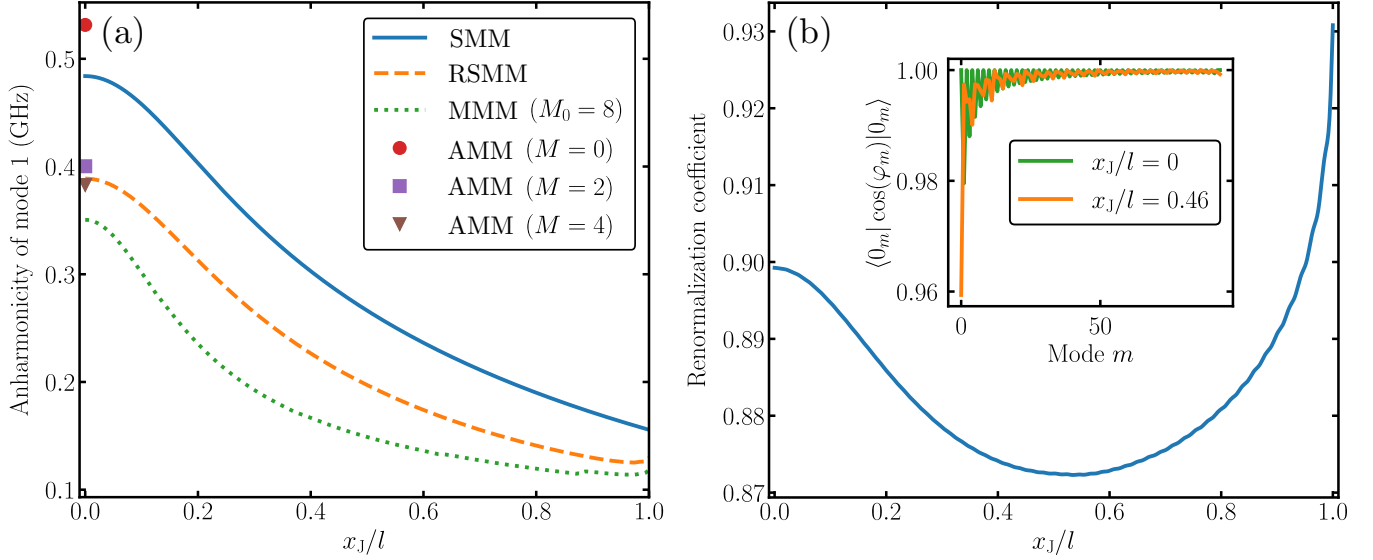 (a)
SMM
RSMM
MMM (M₀ = 8)
AMM (M = 0)
AMM (M = 2)
AMM (M = 4)
Anharmonicity of mode 1 (GHz)
0.5
0.4
0.3
0.2
0.1
0.0 0.2 0.4 0.6 0.8 1.0
x_J/l
(b)
Renormalization coefficient
0.93
0.92
0.91
0.90
0.89
0.88
0.87
0.0 0.2 0.4 0.6 0.8 1.0
x_J/l
⟨0ₘ| cos(φₘ)|0ₘ⟩
1.00
0.98
0.96
x_J/l = 0
x_J/l = 0.46
0 50
Mode m